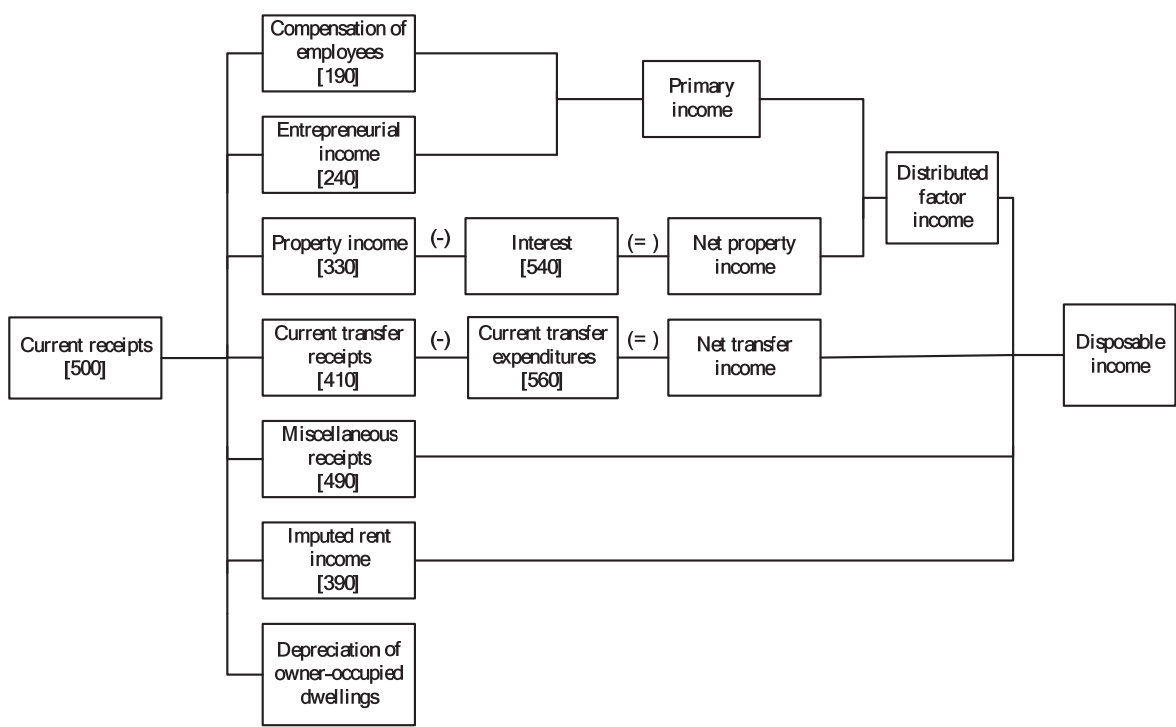 Compensation of
employees
[190]
Primary
income
Entrepreneurial
income
[240]
Distributed
factor
income
Property income
[330]
(-)
Interest
[540]
(= )
Net property
income
Current receipts
[500]
Current transfer
receipts
[410]
(-)
Current transfer
expenditures
[560]
(= )
Net transfer
income
Disposable
income
Miscellaneous
receipts
[490]
Imputed rent
income
[390]
Depreciation of
owner-occupied
dwellings